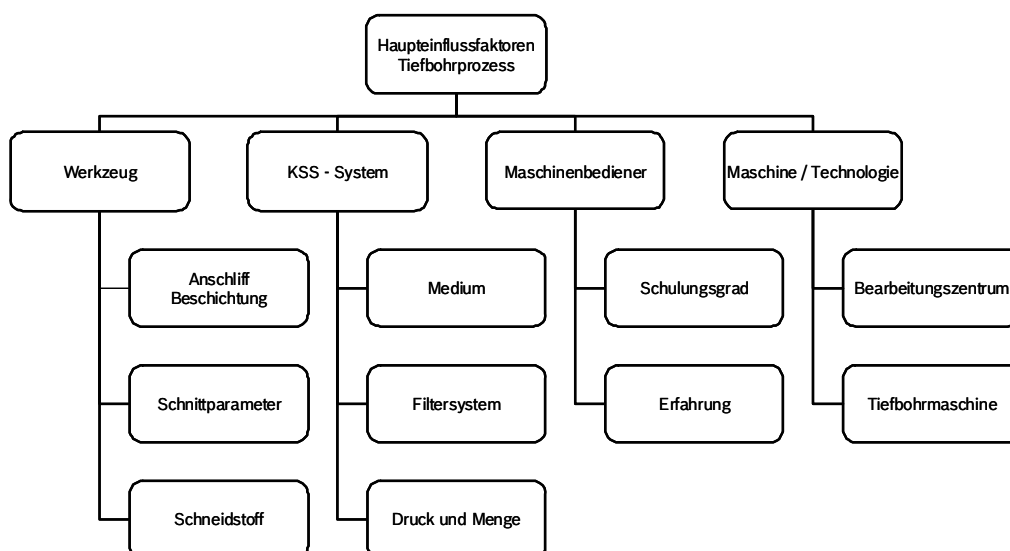 Haupteinflussfaktoren
Tiefbohrprozess
Werkzeug
KSS - System
Maschinenbediener
Maschine / Technologie
Anschliff
Beschichtung
Medium
Schulungsgrad
Bearbeitungszentrum
Schnittparameter
Filtersystem
Erfahrung
Tiefbohrmaschine
Schneidstoff
Druck und Menge